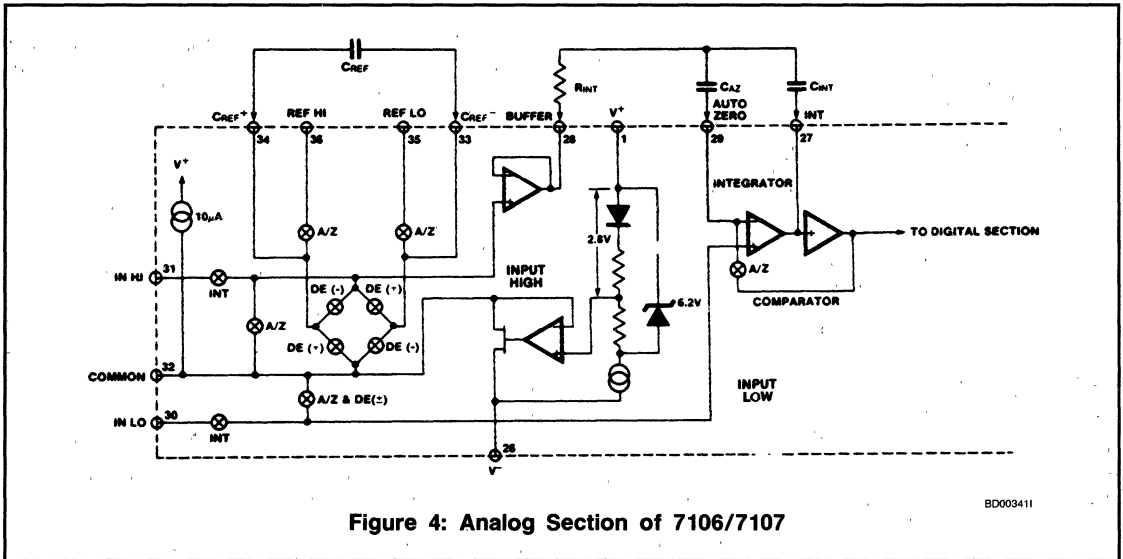 CREF
RINT
CAZ
CINT
CREF+
REF HI
REF LO
CREF-
BUFFER
V+
AUTO
ZERO
INT
34
36
35
33
28
1
29
27
V+
10µA
A/Z
A/Z
2.8V
INTEGRATOR
TO DIGITAL SECTION
IN HI
31
INT
DE (-)
DE (+)
INPUT
HIGH
A/Z
6.2V
A/Z
COMPARATOR
DE (+)
DE (-)
COMMON
32
A/Z & DE(±)
INPUT
LOW
IN LO
30
INT
26
V-
BD003411
Figure 4: Analog Section of 7106/7107